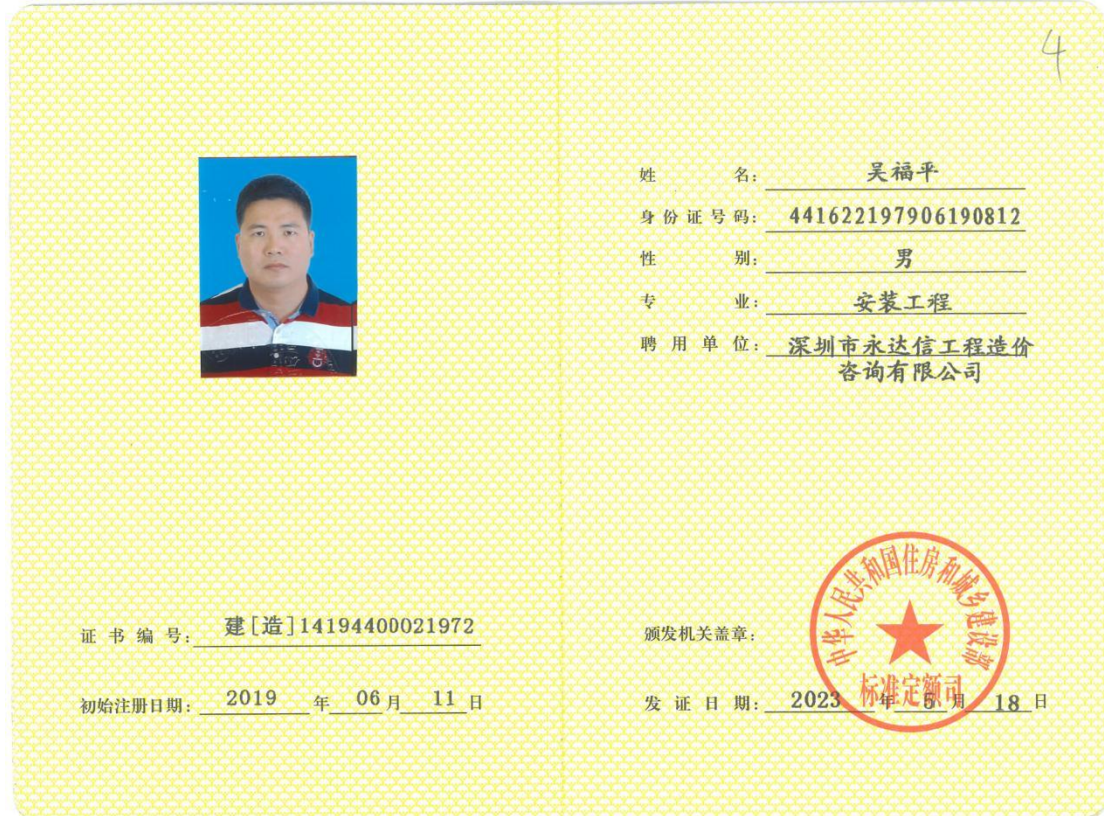 4
姓名：吴福平
身份证号码：441622197906190812
性别：男
专业：安装工程
聘用单位：深圳市永达信工程造价
咨询有限公司
证书编号：建[造]14194400021972
初始注册日期：2019年06月11日
颁发机关盖章：
中华人民共和国住房和城乡建设部
标准定额司
发证日期：2023年5月18日